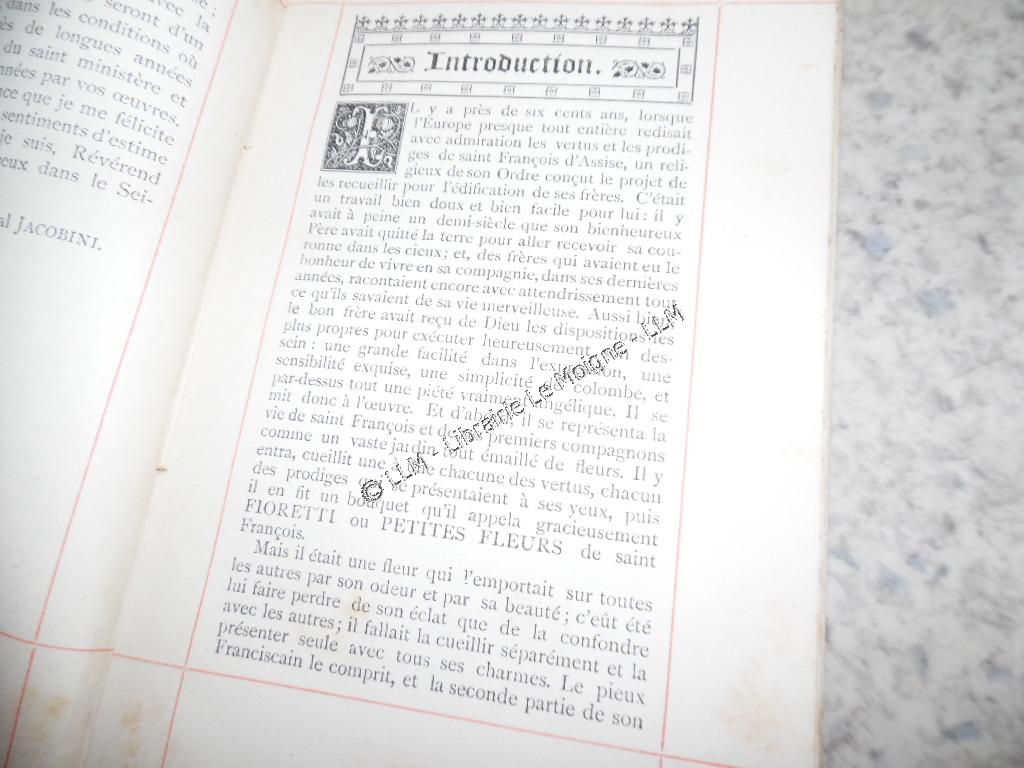 seront d'un
dans les conditions où
de longues années
du saint ministère et
par vos œuvres.
que je me félicite
sentiments d'estime
je suis, Révérend
dans le Sei-
JACOBINI.
Introduction.
IL y a près de six cents ans, lorsque
l'Europe presque tout entière redisait
avec admiration les vertus et les prodi-
ges de saint François d'Assise, un reli-
gieux de son Ordre conçut le projet de
les recueillir pour l'édification de ses frères. C'était
un travail bien doux et bien facile pour lui: il y
avait à peine un demi-siècle que son bienheureux
Père avait quitté la terre pour aller recevoir sa cou-
ronne dans les cieux; et, des frères qui avaient eu le
bonheur de vivre en sa compagnie, dans ses dernières
années, racontaient encore avec attendrissement tout
ce qu'ils savaient de sa vie merveilleuse. Aussi bien
le bon frère avait reçu de Dieu les dispositions les
plus propres pour exécuter heureusement des-
sein: une grande facilité dans une
sensibilité exquise, une simplicité colombe, et
par-dessus tout une piété angélique. Il se
mit donc à l'œuvre. Et il se représenta la
vie de saint François et de premiers compagnons
comme un vaste jardin tout émaillé de fleurs. Il y
entra, cueillit une à une chacune des vertus, chacun
des prodiges se présentaient à ses yeux, puis
il en fit un bouquet qu'il appela gracieusement
FIORETTI ou PETITES FLEURS de saint
François.
Mais il était une fleur qui l'emportait sur toutes
les autres par son odeur et par sa beauté; c'eût été
lui faire perdre de son éclat que de la confondre
avec les autres; il fallait la cueillir séparément et la
présenter seule avec tous ses charmes. Le pieux
Franciscain le comprit, et la seconde partie de son
© LLM - Librairie Le Moigne - LLM